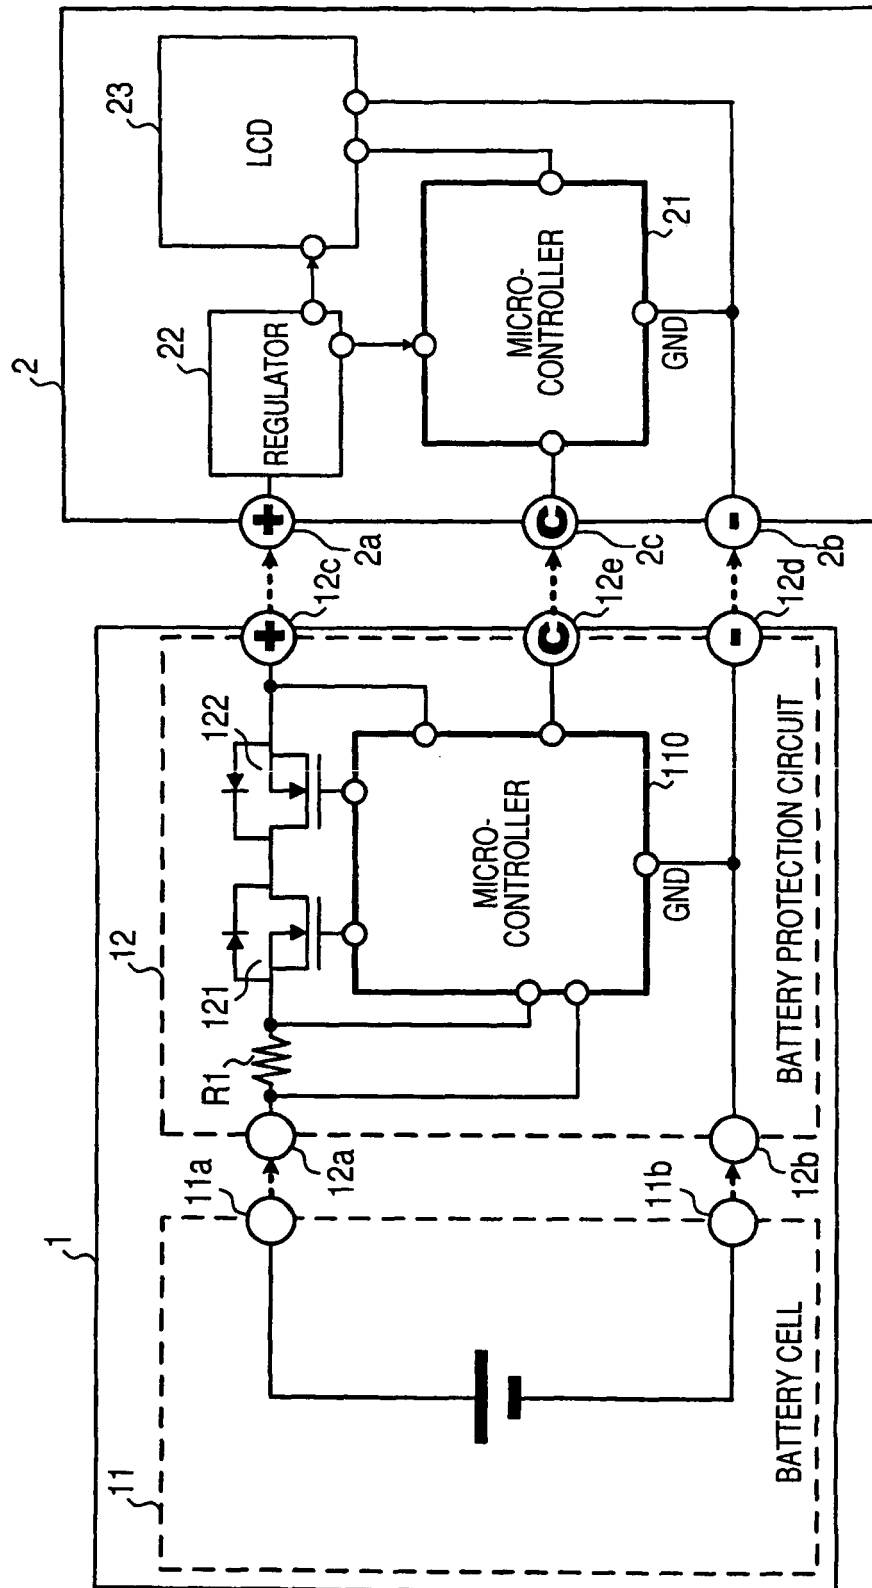 1
11
BATTERY CELL
11a
11b
12
BATTERY PROTECTION CIRCUIT
12a
12b
R1
121
122
MICRO-
CONTROLLER
110
GND
+
12c
C
12e
-
12d
2
+
2a
C
2c
-
2b
22
REGULATOR
23
LCD
MICRO-
CONTROLLER
21
GND